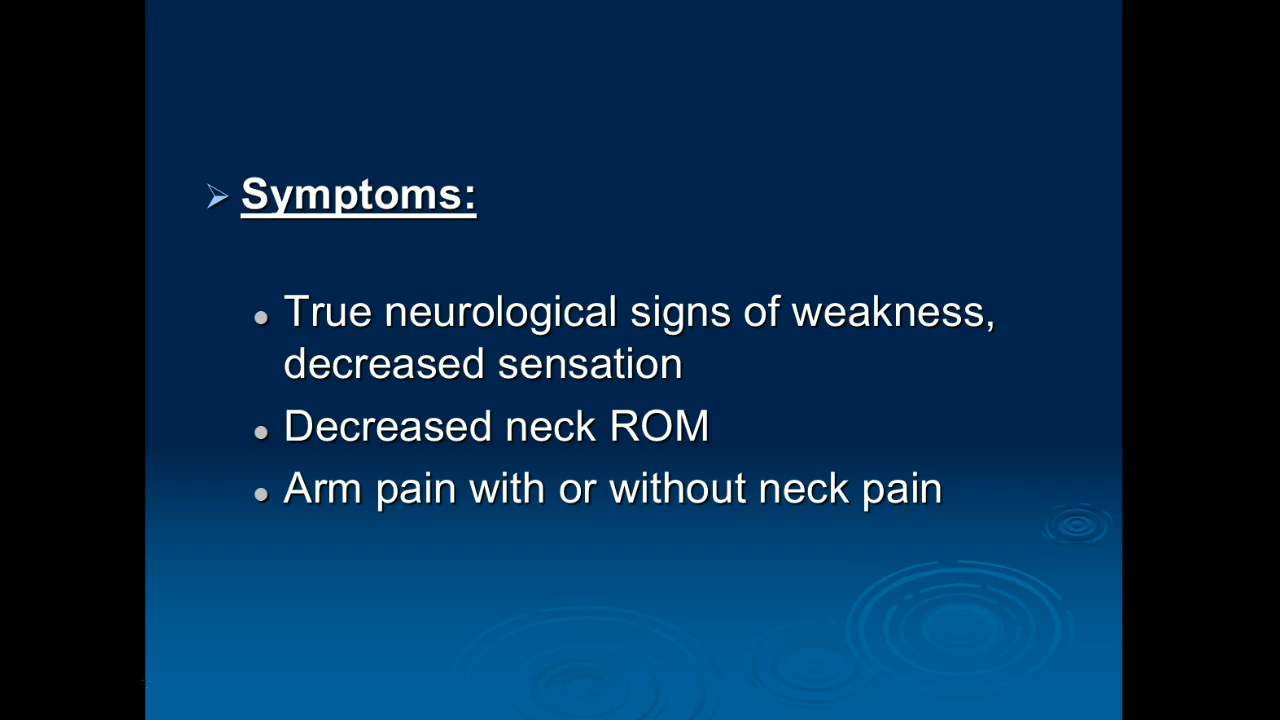 Symptoms:
True neurological signs of weakness,
decreased sensation
Decreased neck ROM
Arm pain with or without neck pain